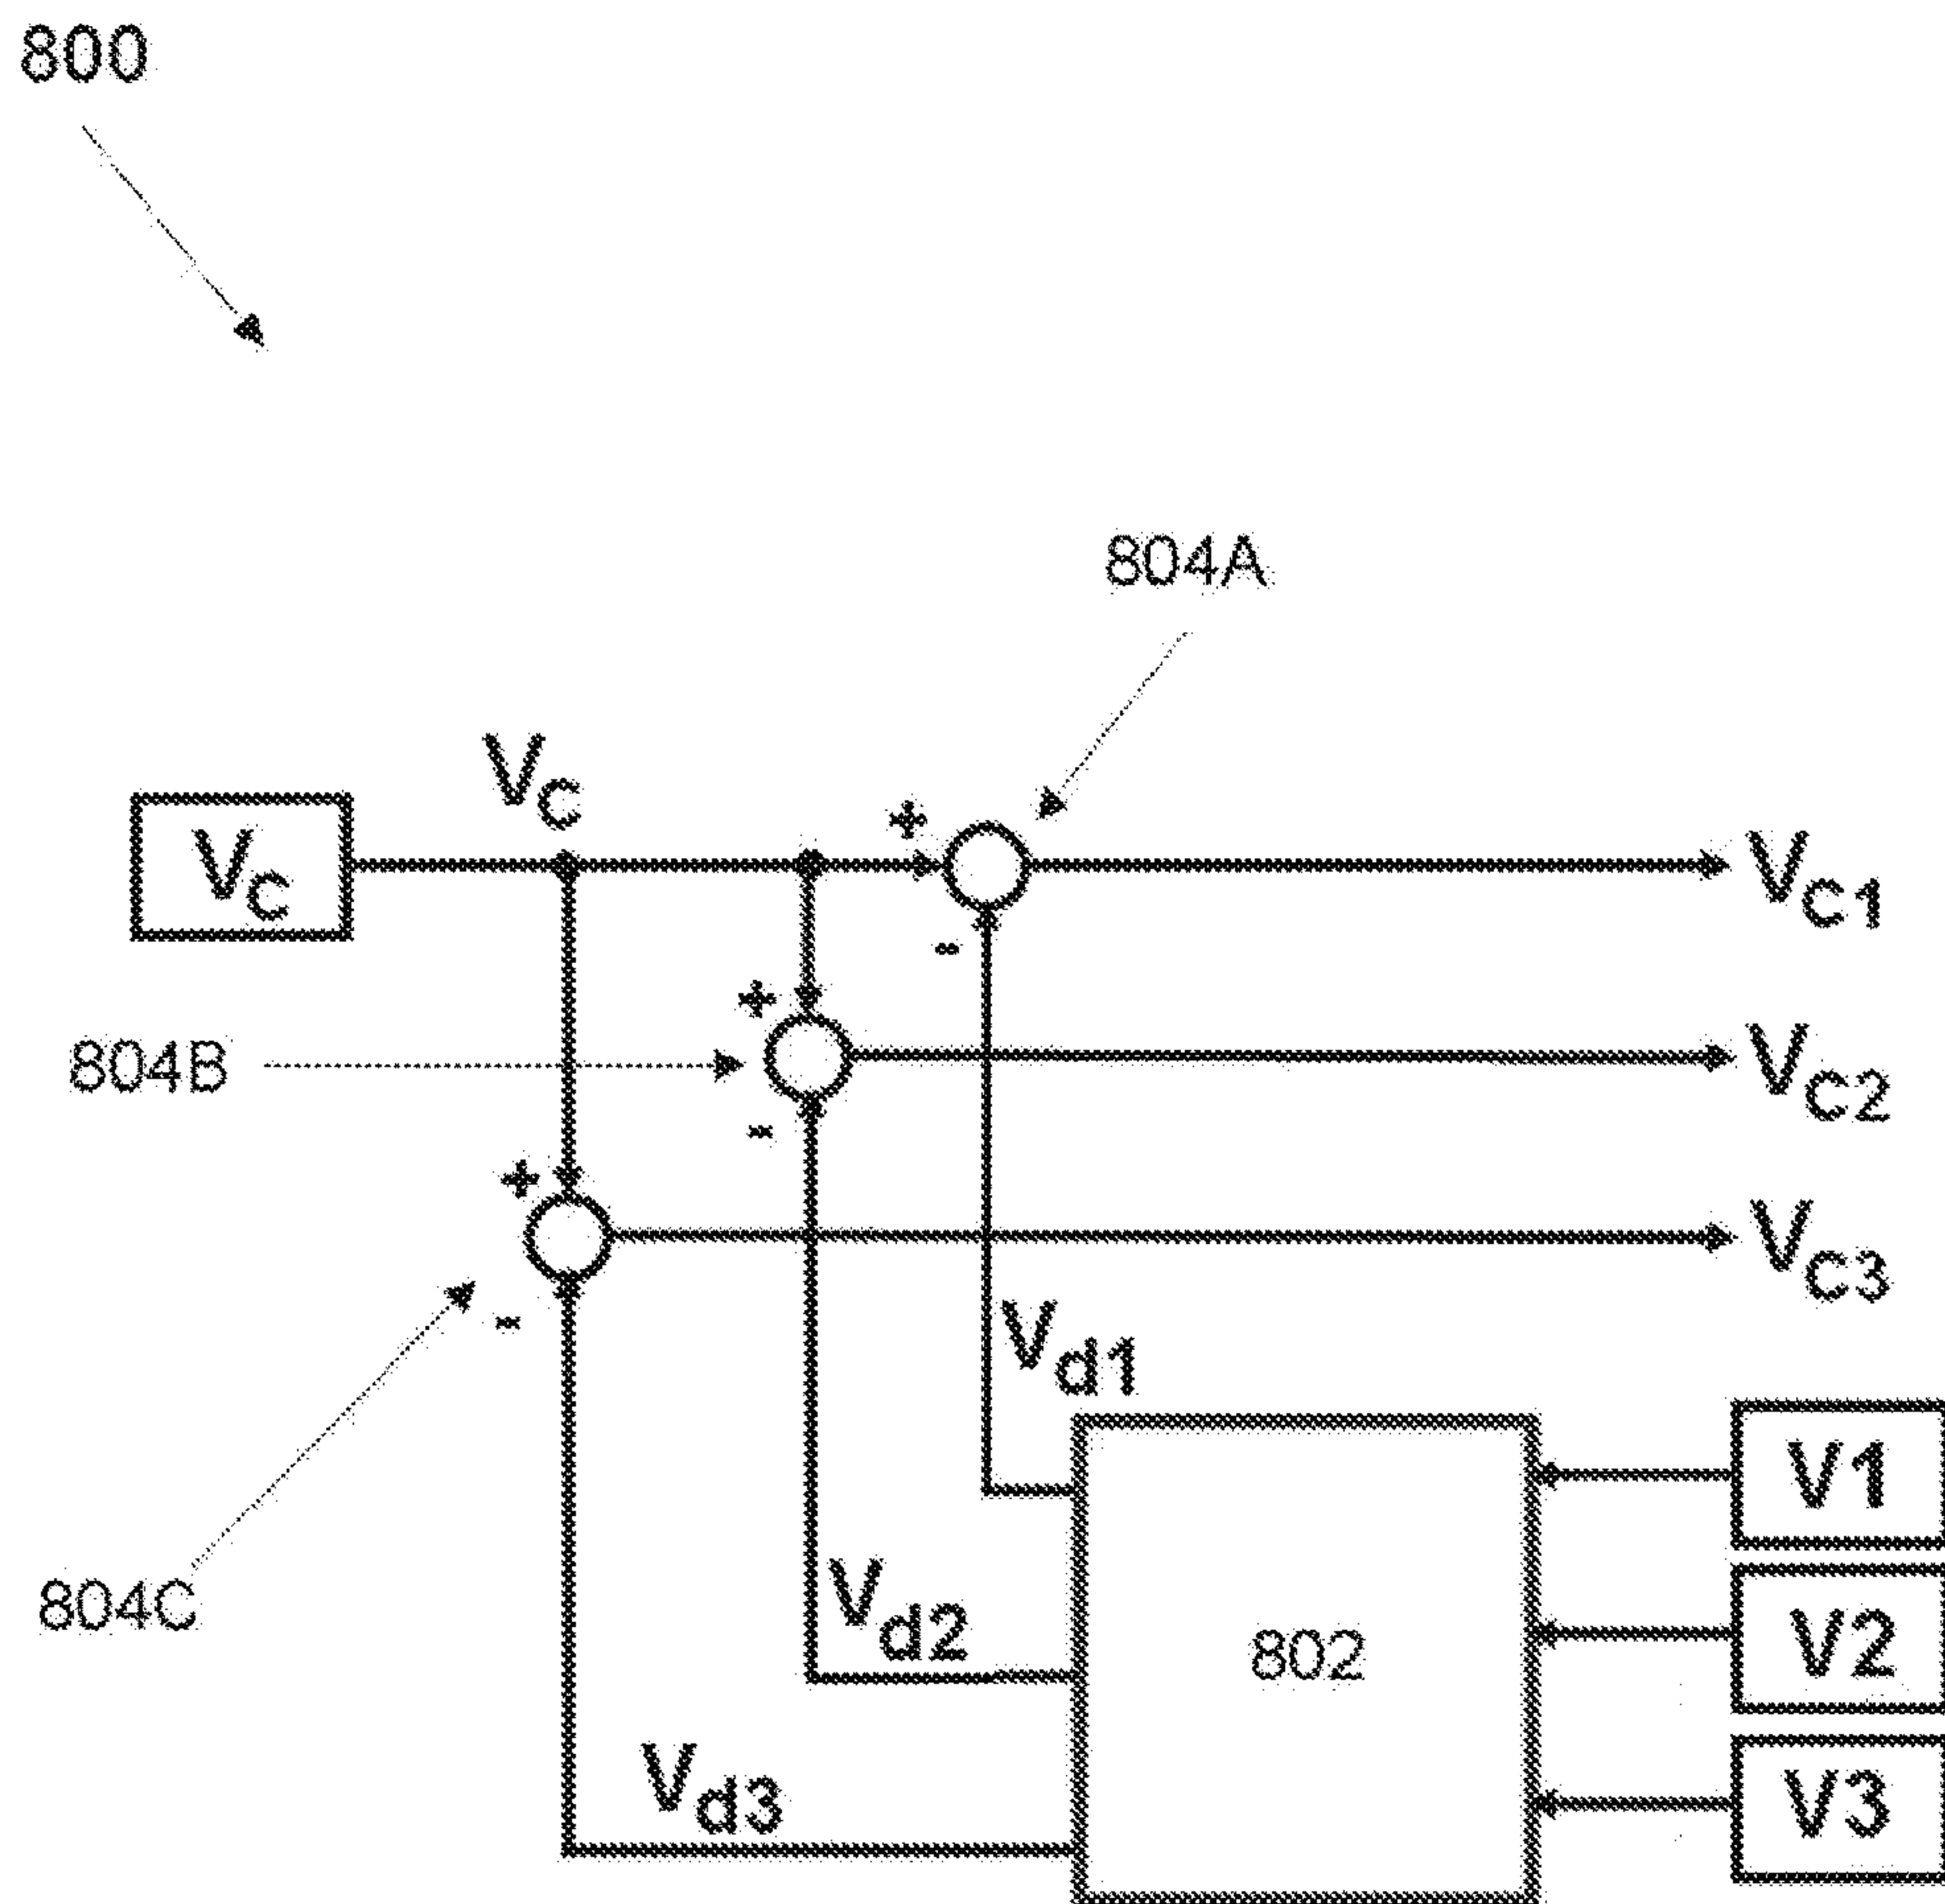 800
804A
VC
VC
+
VC1
-
+
804B
VC2
-
+
VC3
-
Vd1
V1
804C
Vd2
802
V2
Vd3
V3